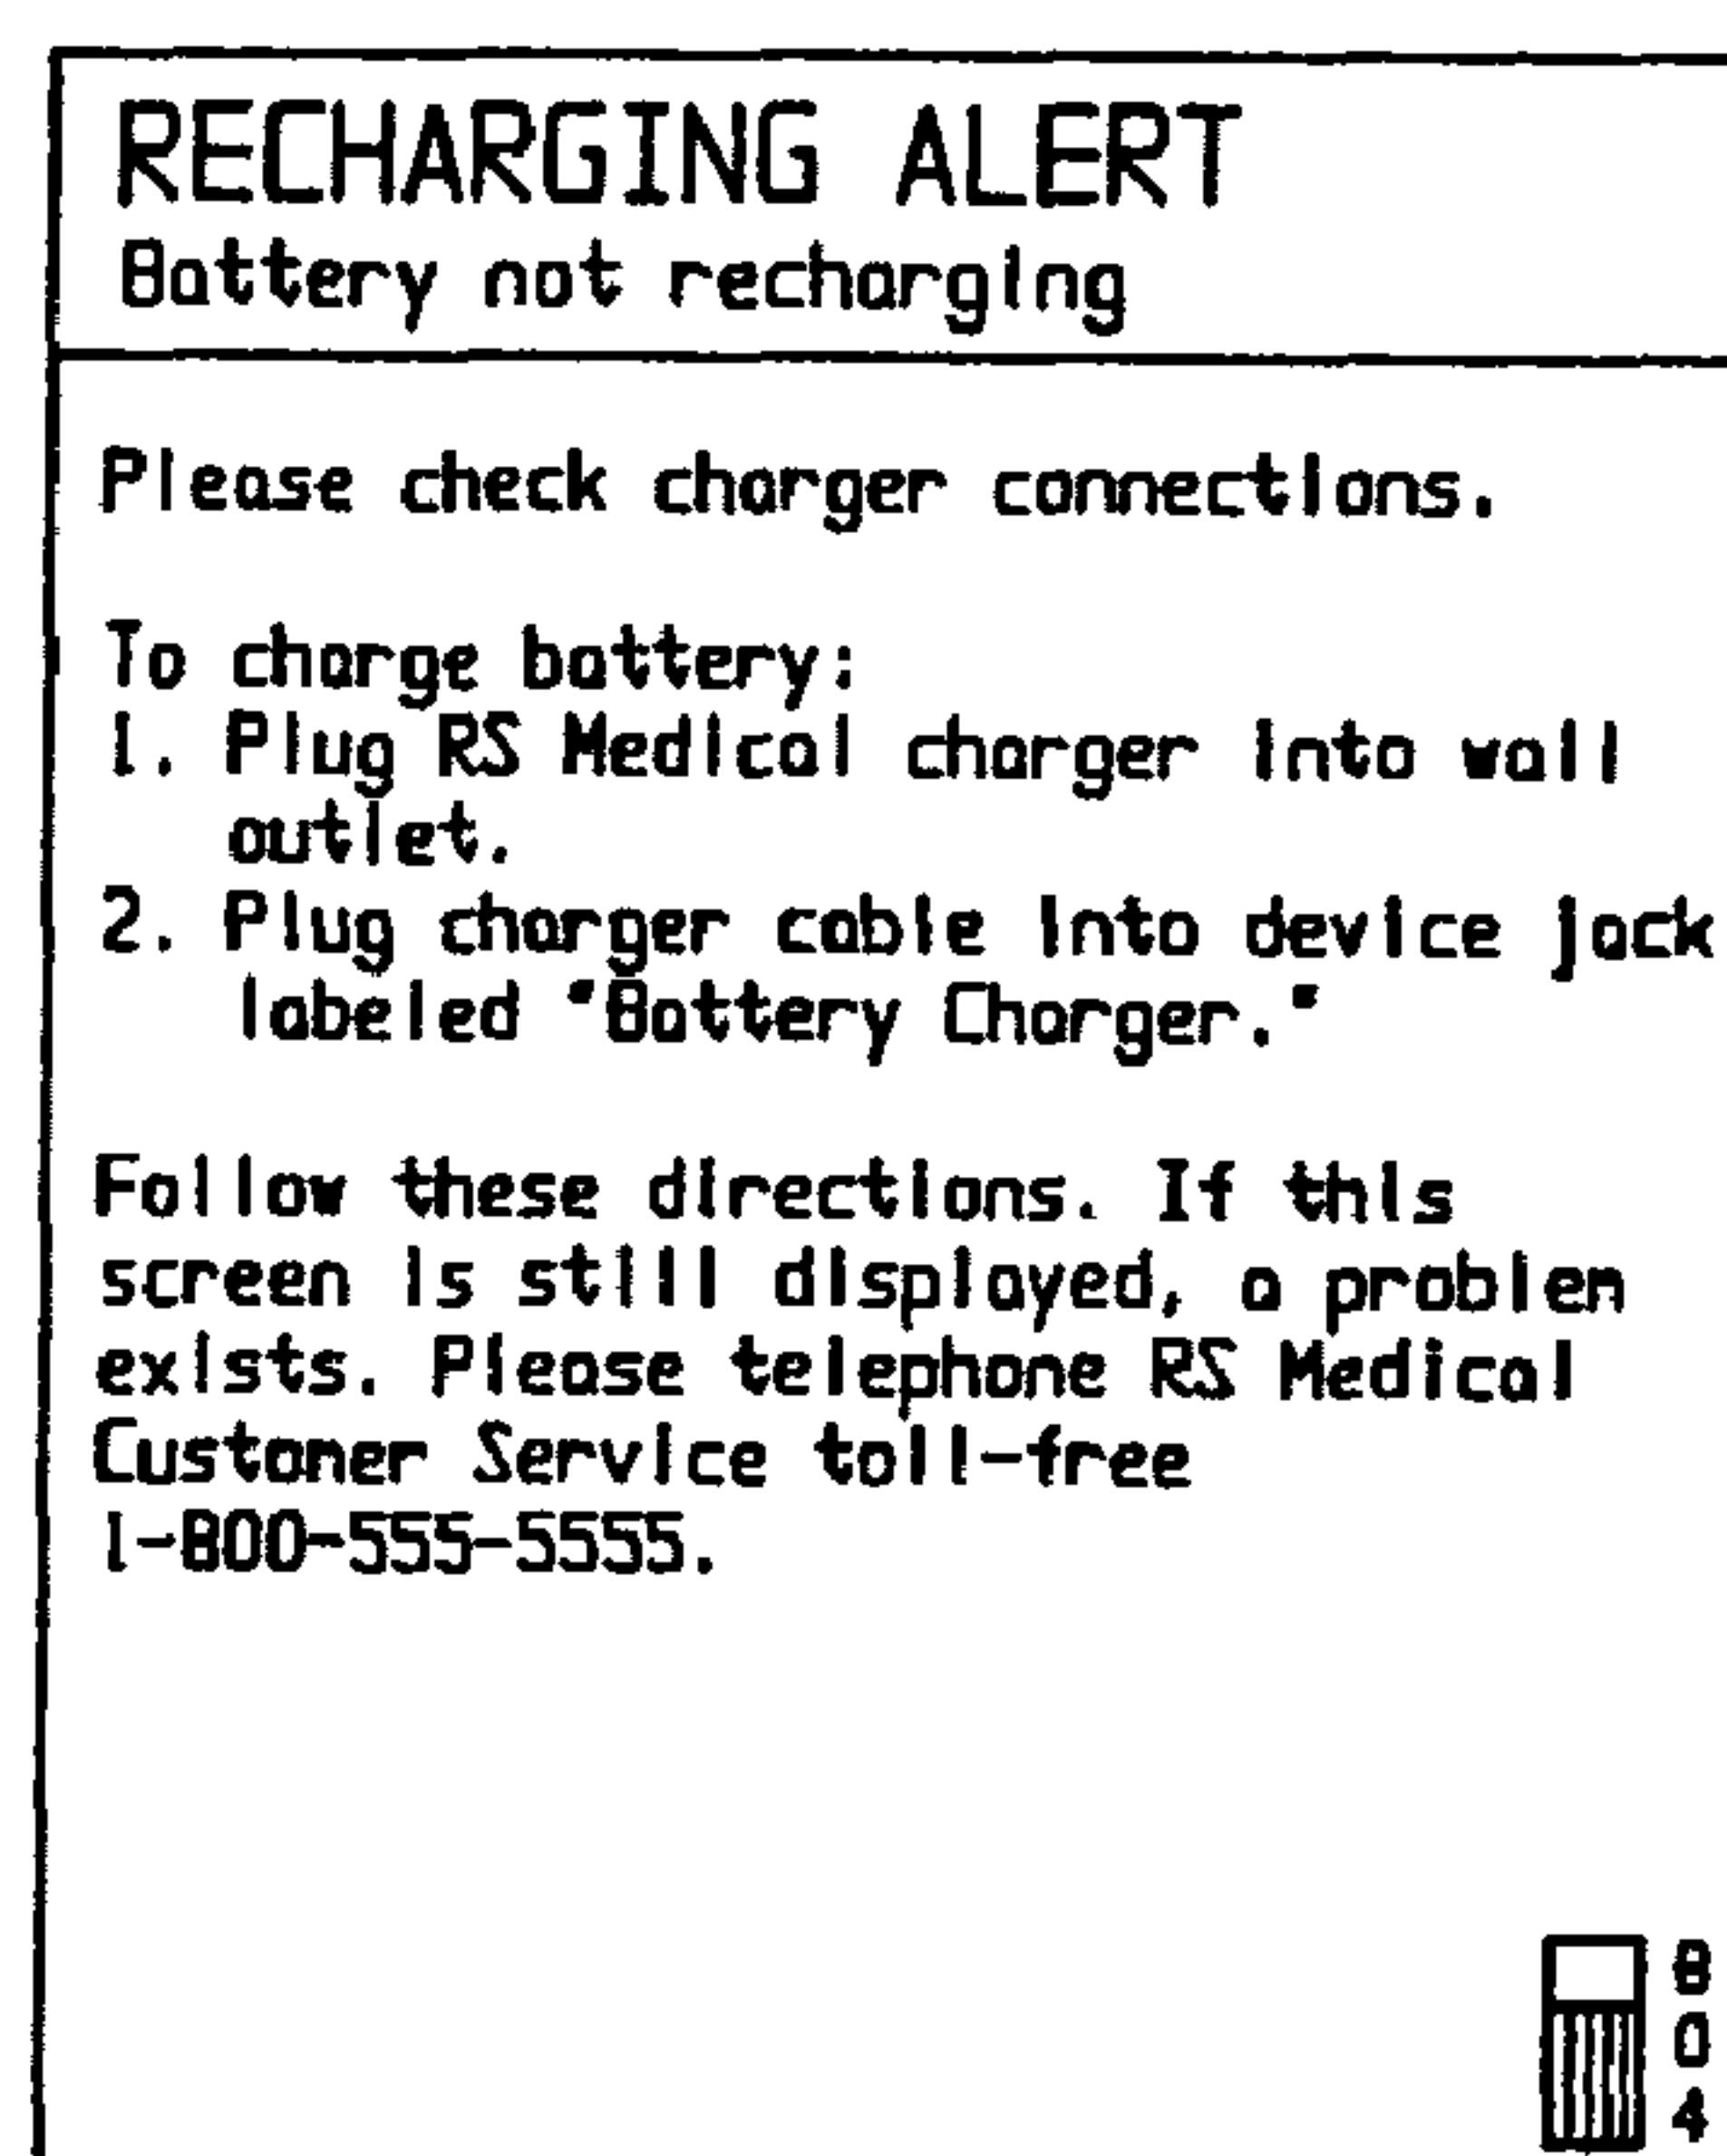 RECHARGING ALERT
Battery not recharging
Please check charger connections.
To charge battery:
1. Plug RS Medical charger into wall
outlet.
2. Plug charger cable into device jack
labeled "Battery Charger."
Follow these directions. If this
screen is still displayed, a problem
exists. Please telephone RS Medical
Customer Service toll-free
1-800-555-5555.
8
0
4